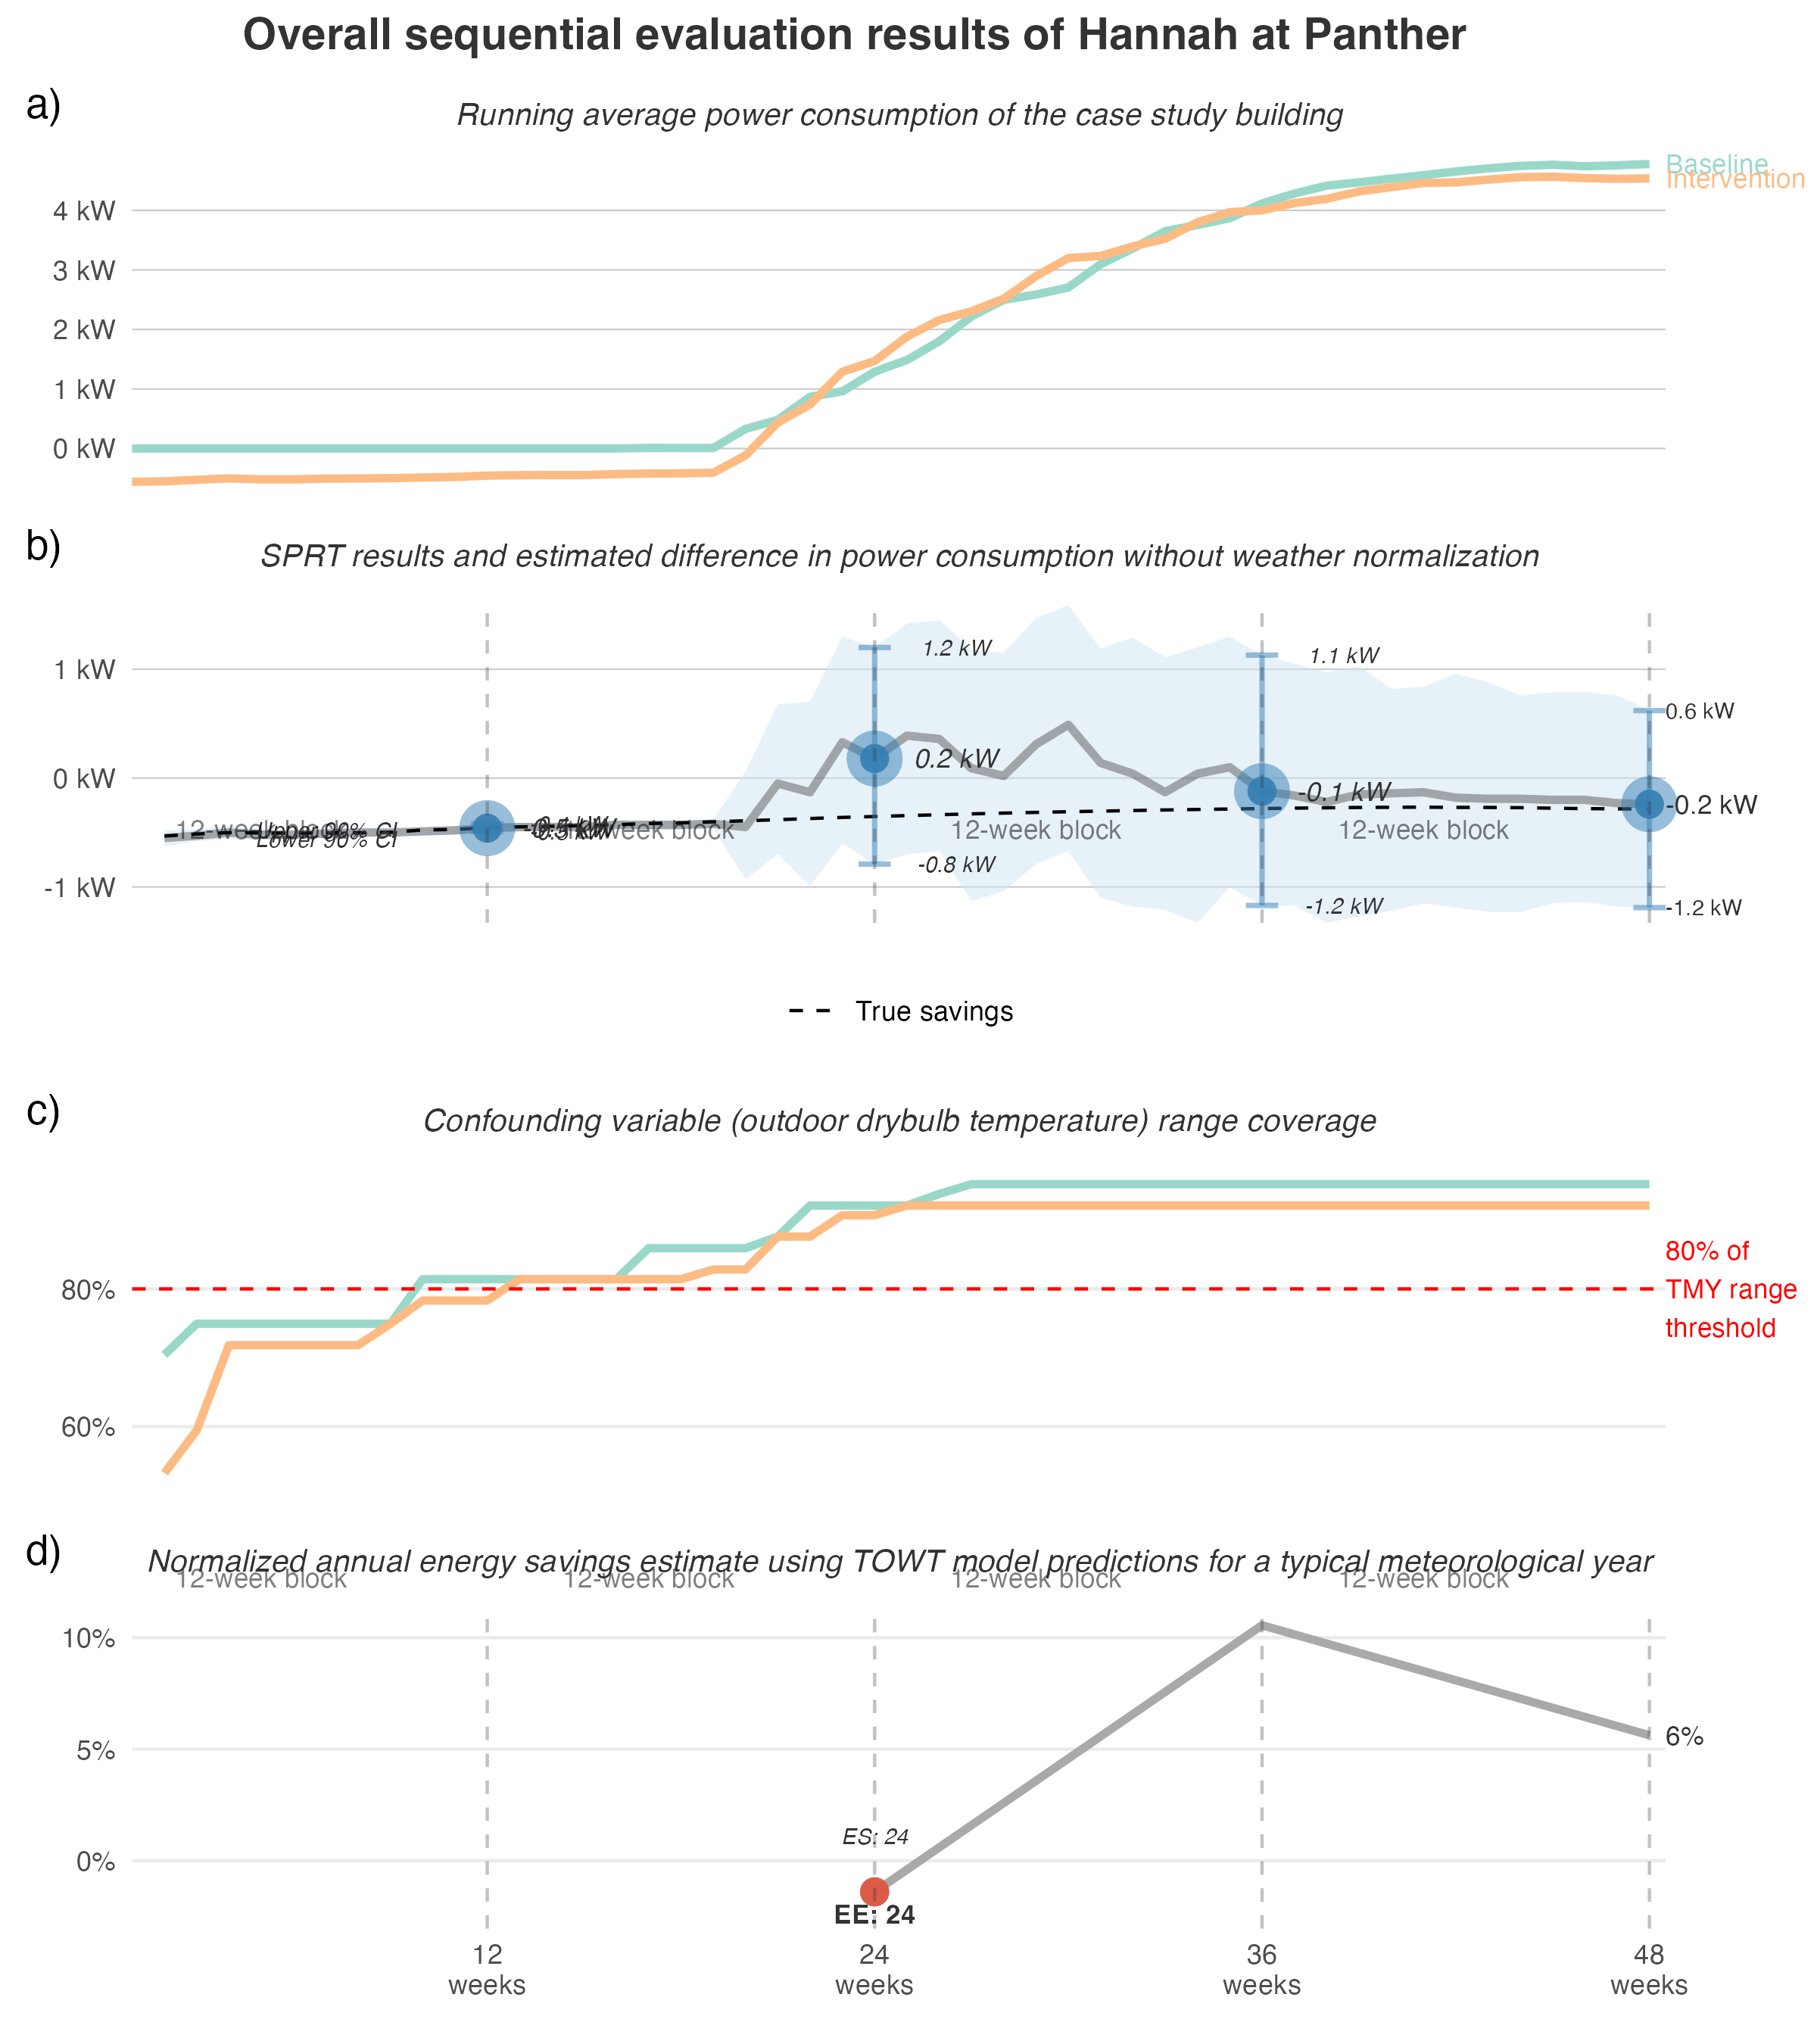 Overall sequential evaluation results of Hannah at Panther
a)
Running average power consumption of the case study building
Baseline
Intervention
4 kW
3 kW
2 kW
1 kW
0 kW
b)
SPRT results and estimated difference in power consumption without weather normalization
1.2 kW
1.1 kW
1 kW
0.6 kW
0.2 kW
0 kW
-0.1 kW
-0.2 kW
12-week block
Upper 90% CI
Lower 90% CI
12-week block
12-week block
-0.8 kW
-1 kW
-1.2 kW
-1.2 kW
True savings
c)
Confounding variable (outdoor drybulb temperature) range coverage
80% of
TMY range
threshold
80%
60%
d)
Normalized annual energy savings estimate using TOWT model predictions for a typical meteorological year
12-week block
12-week block
12-week block
12-week block
10%
6%
5%
ES: 24
0%
EE: 24
12
weeks
24
weeks
36
weeks
48
weeks